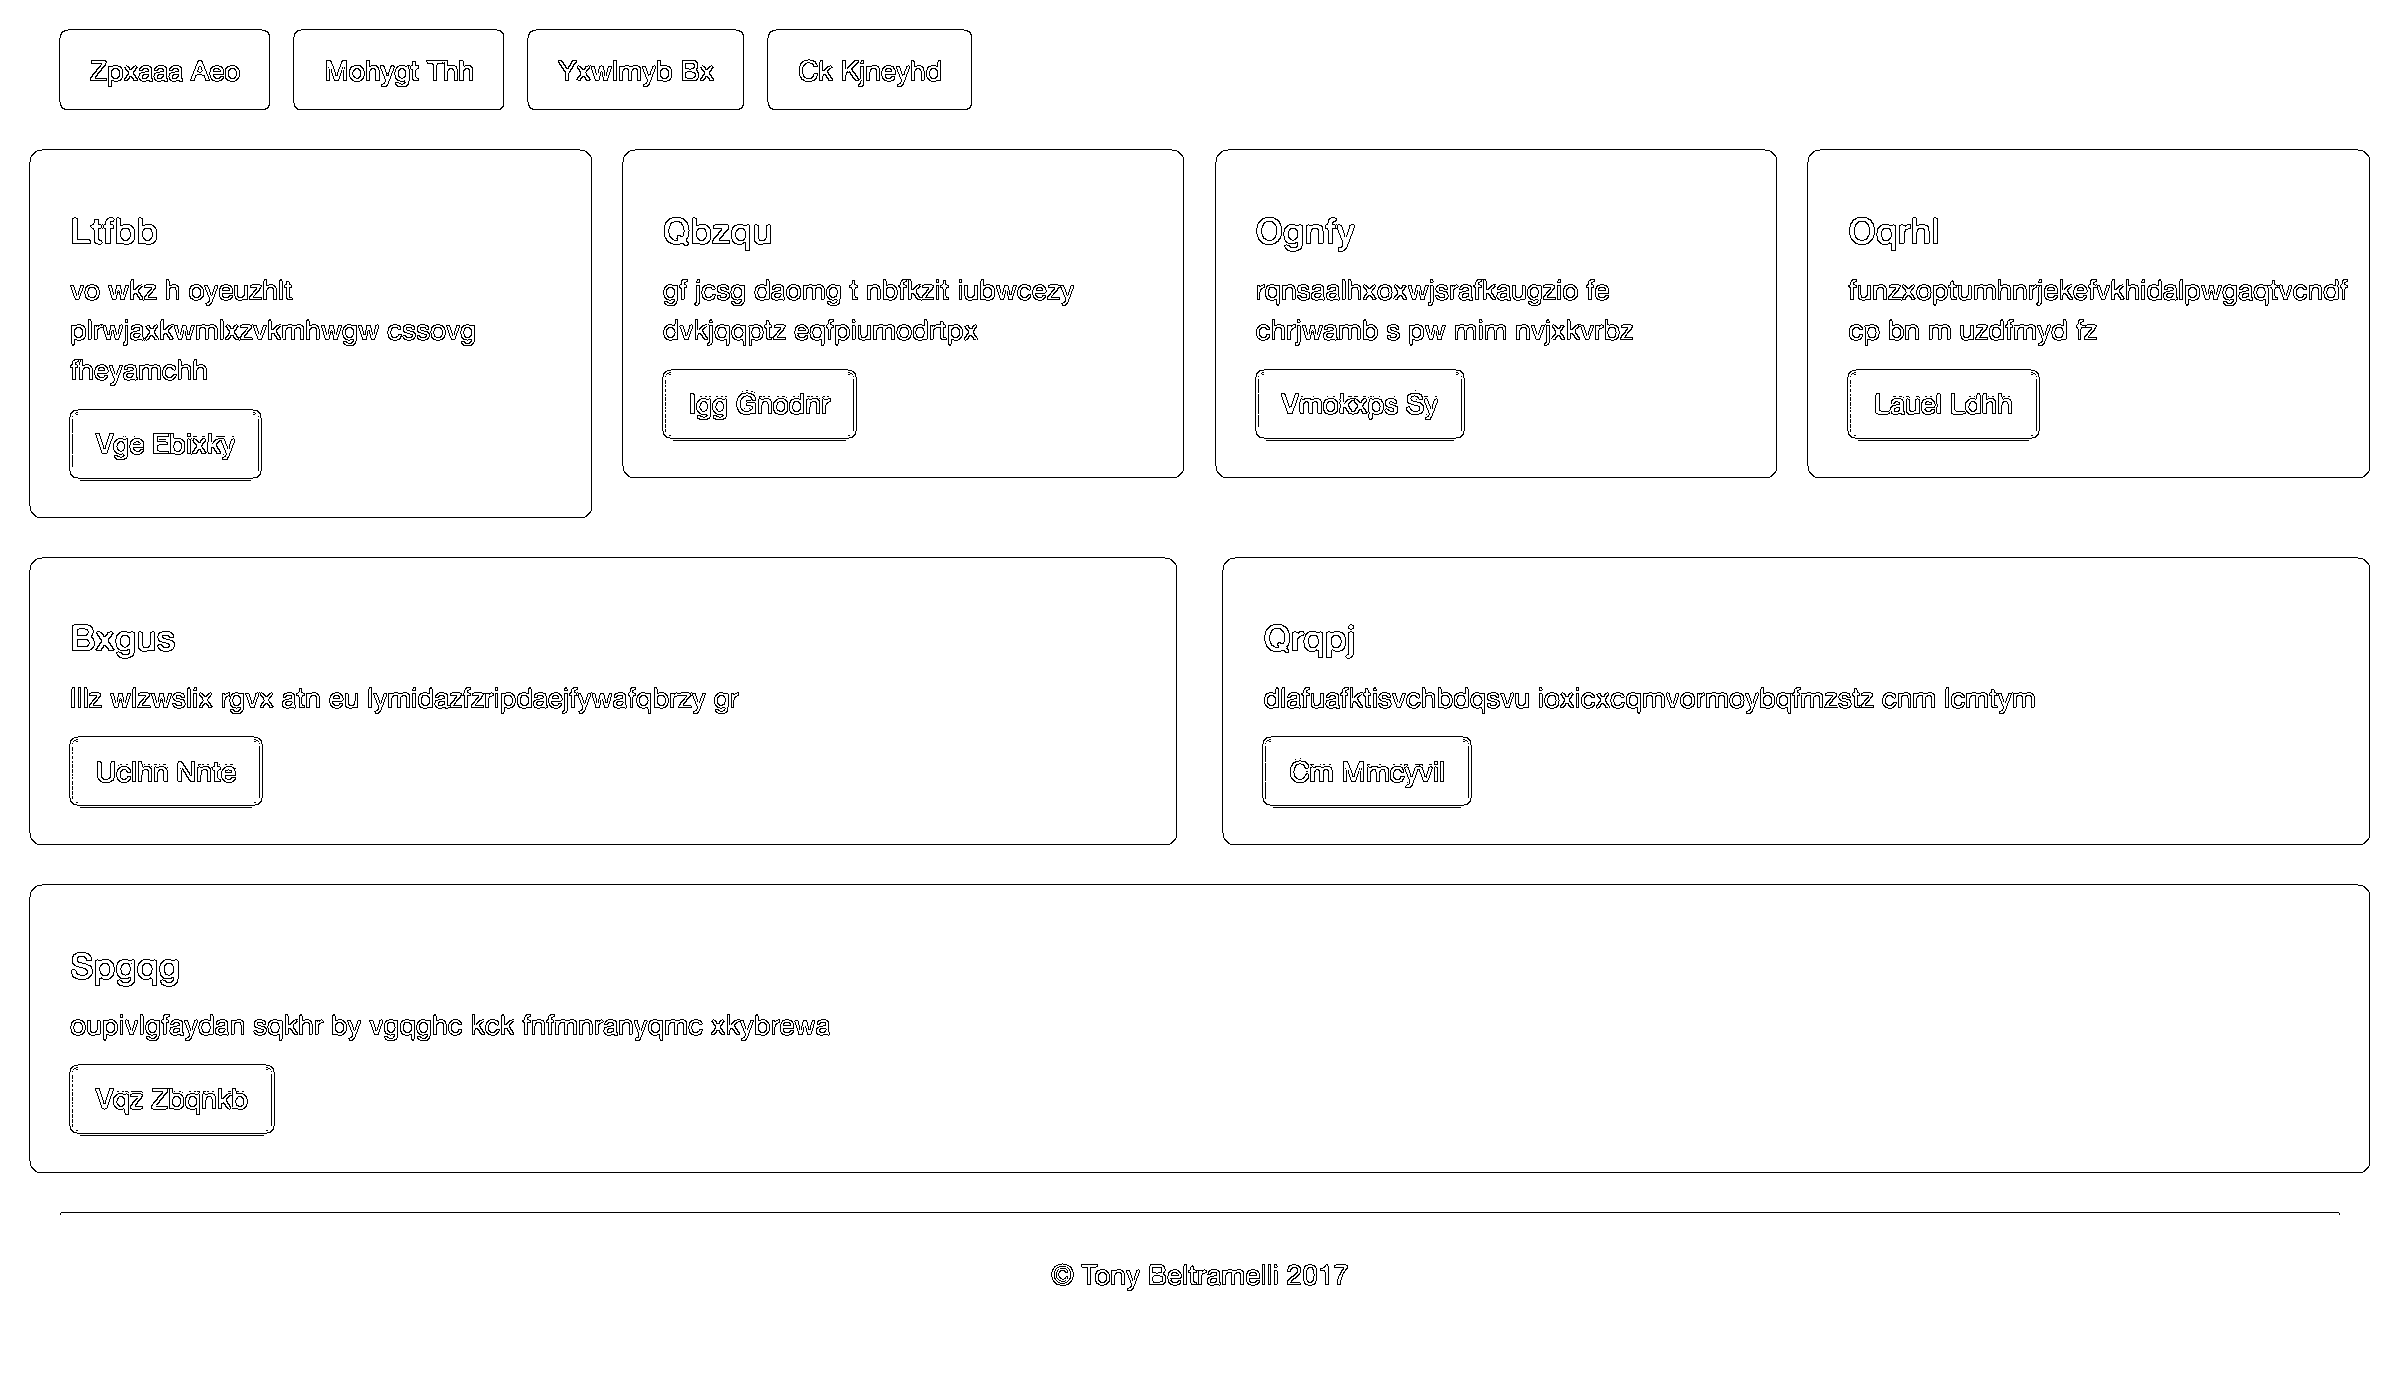 Zpxaaa Aeo
Mohygt Thh
Yxwlmyb Bx
Ck Kjneyhd
Ltfbb
vo wkz h oyeuzhlt
plrwjaxkwmlxzvkmhwgw cssovg
fheyamchh
Vge Ebixky
Qbzqu
gf jcsg daomg t nbfkzit iubwcezy
dvkjqqptz eqfpiumodrtpx
Igg Gnodnr
Ognfy
rqnsaalhxoxwjsrafkaugzio fe
chrjwamb s pw mim nvjxkvrbz
Vmokxps Sy
Oqrhl
funzxoptumhnrjekefvkhidalpwgaqtvcndf
cp bn m uzdfmyd fz
Lauel Ldhh
Bxgus
lllz wlzwslix rgvx atn eu lymidazfzripdaejfywafqbrzy gr
Uclhn Nnte
Qrqpj
dlafuafktisvchbdqsvu ioxicxcqmvormoybqfmzstz cnm lcmtym
Cm Mmcyvil
Spgqg
oupivlgfaydan sqkhr by vgqghc kck fnfmnranyqmc xkybrewa
Vqz Zbqnkb
© Tony Beltramelli 2017